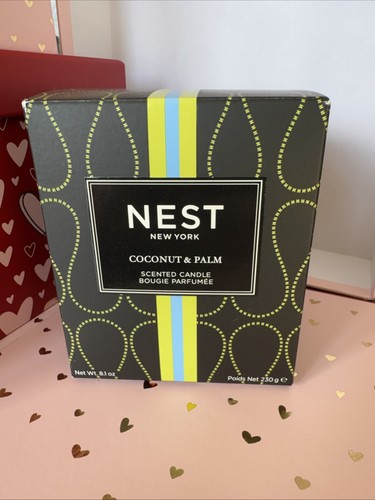 NEST
NEW YORK
COCONUT & PALM
SCENTED CANDLE
BOUGIE PARFUMÉE
Net Wt. 8.1 oz Poids Net 230 g ℮